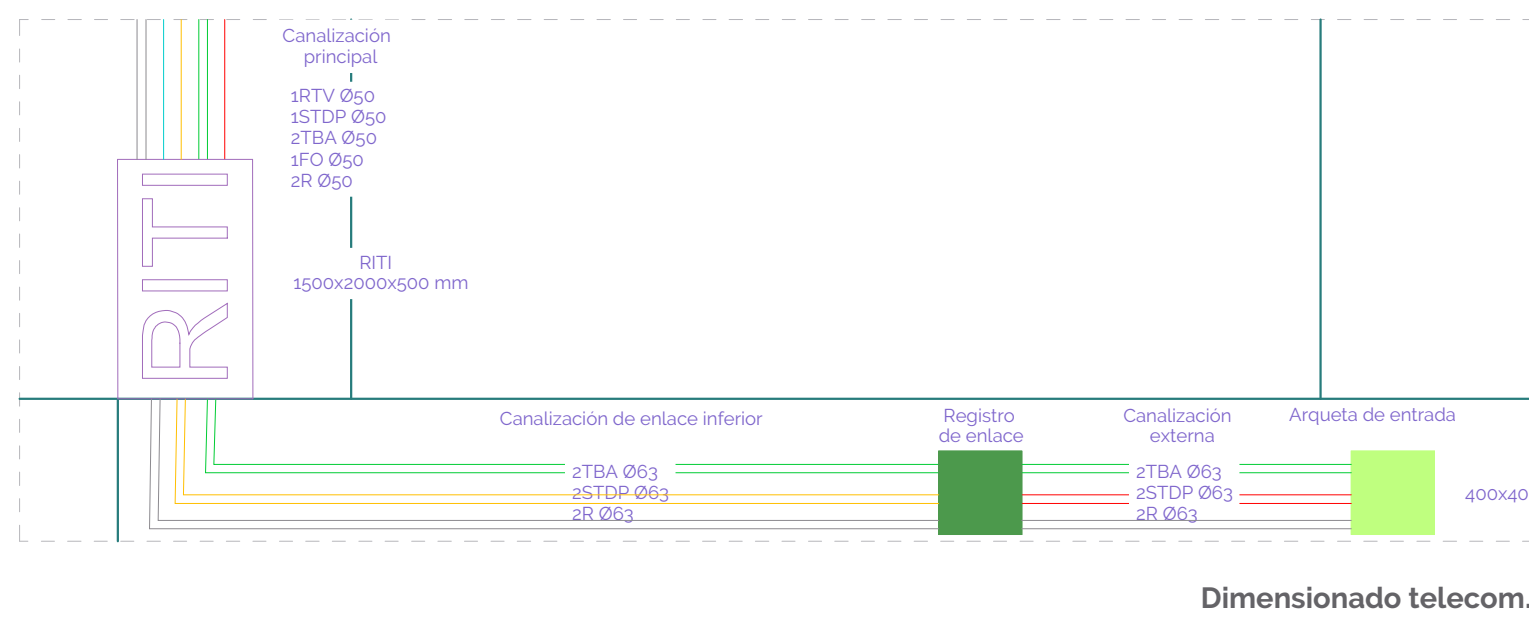 Canalización
principal
1RTV Ø50
1STDP Ø50
2TBA Ø50
1FO Ø50
2R Ø50
RITI
RITI
1500x2000x500 mm
Canalización de enlace inferior
Registro
de enlace
Canalización
externa
Arqueta de entrada
2TBA Ø63
2STDP Ø63
2R Ø63
2TBA Ø63
2STDP Ø63
2R Ø63
400x40
Dimensionado telecom.